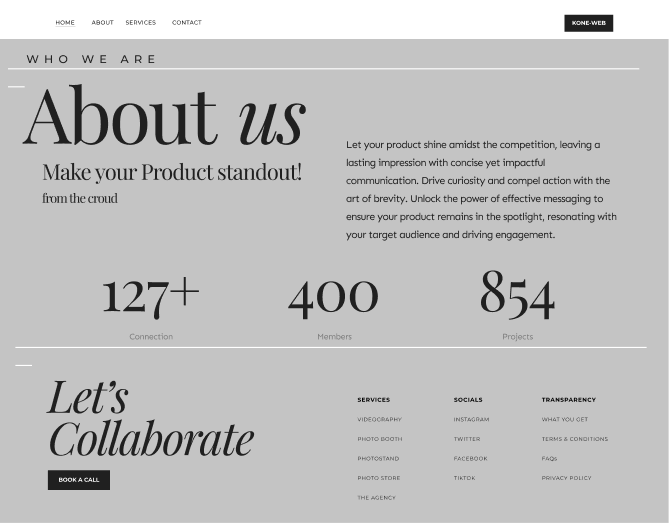 HOME ABOUT SERVICES CONTACT KONE-WEB
WHO WE ARE
About us
Make your Product standout!
from the croud
Let your product shine amidst the competition, leaving a
lasting impression with concise yet impactful
communication. Drive curiosity and compel action with the
art of brevity. Unlock the power of effective messaging to
ensure your product remains in the spotlight, resonating with
your target audience and driving engagement.
127+ 400 854
Connection Members Projects
Let's
Collaborate
BOOK A CALL
SERVICES
VIDEOGRAPHY
PHOTO BOOTH
PHOTOSTAND
PHOTO STORE
THE AGENCY
SOCIALS
INSTAGRAM
TWITTER
FACEBOOK
TIKTOK
TRANSPARENCY
WHAT YOU GET
TERMS & CONDITIONS
FAQs
PRIVACY POLICY